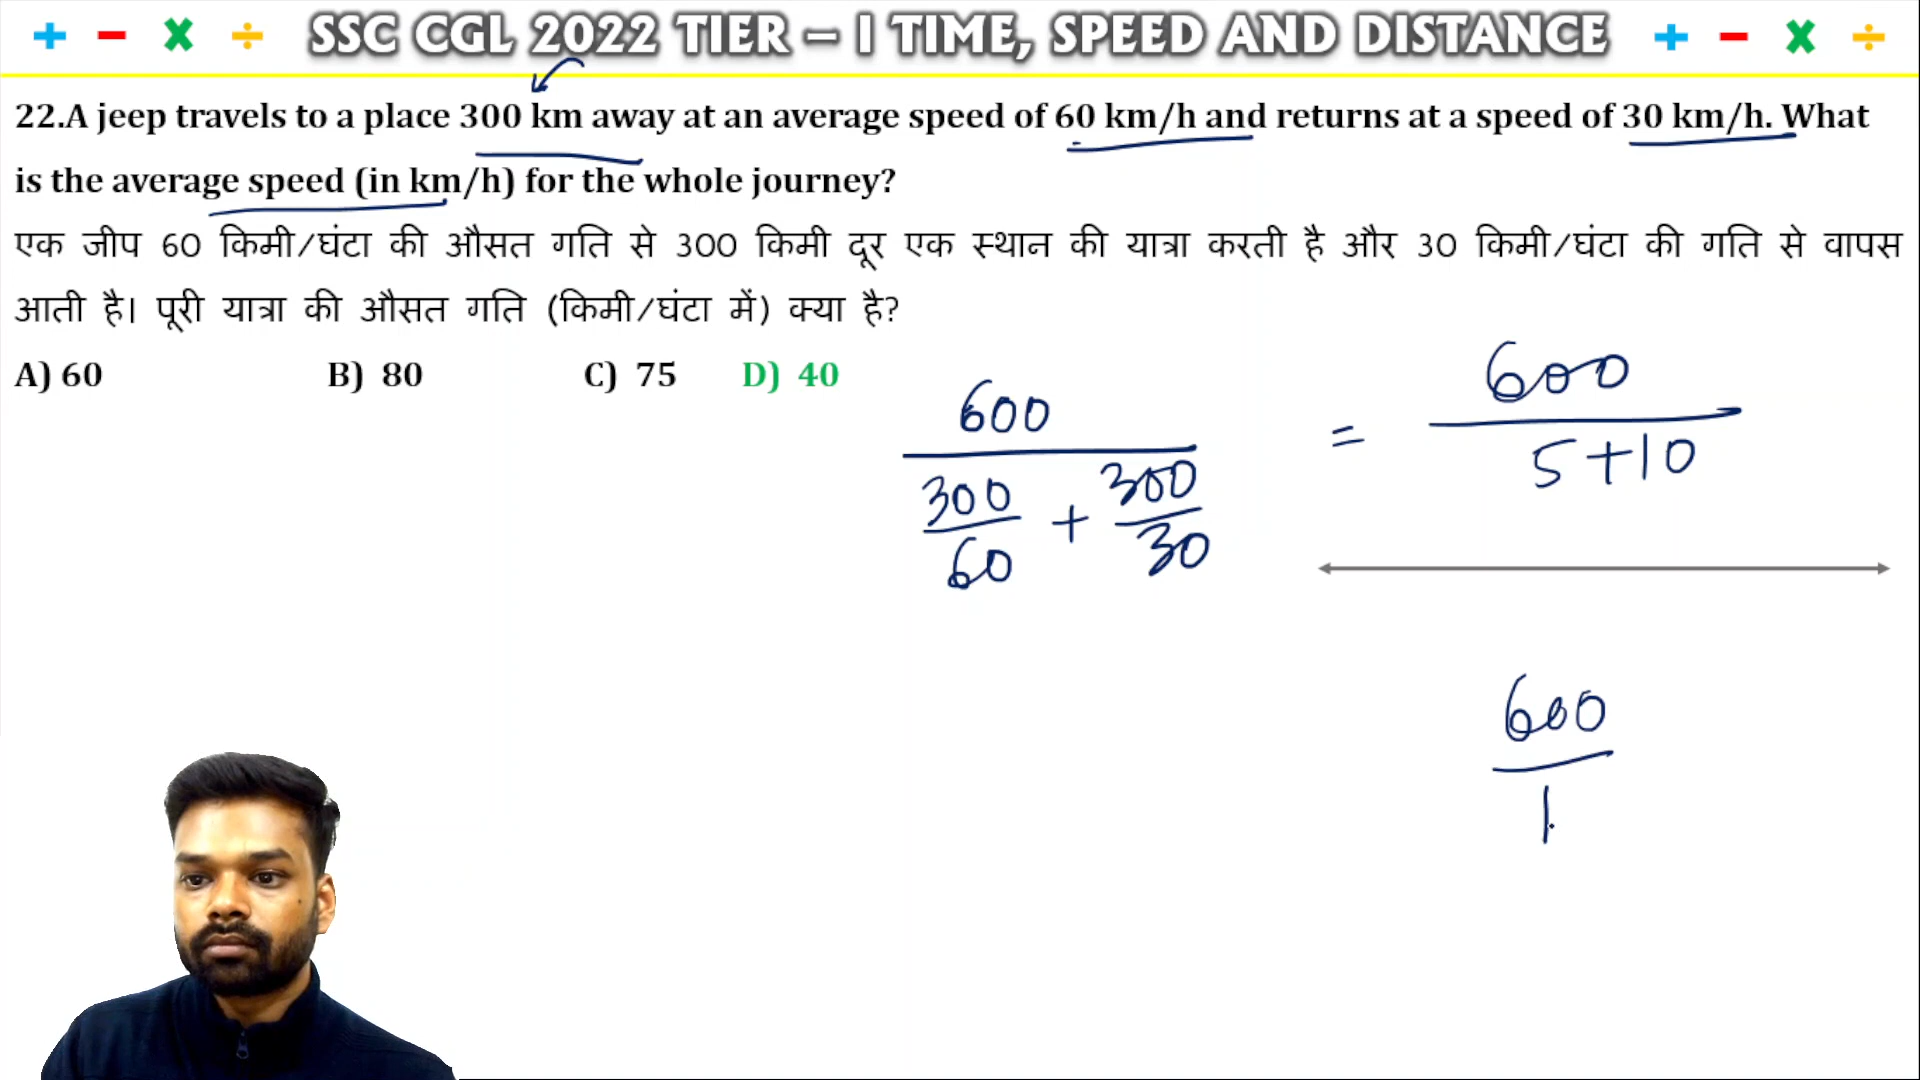 + - × ÷ SSC CGL 2022 TIER – I TIME, SPEED AND DISTANCE + - × ÷
22.A jeep travels to a place 300 km away at an average speed of 60 km/h and returns at a speed of 30 km/h. What
is the average speed (in km/h) for the whole journey?
एक जीप 60 किमी/घंटा की औसत गति से 300 किमी दूर एक स्थान की यात्रा करती है और 30 किमी/घंटा की गति से वापस
आती है। पूरी यात्रा की औसत गति (किमी/घंटा में) क्या है?
A) 60 B) 80 C) 75 D) 40
600
300 + 300
60 30
= 600
5+10
600
1